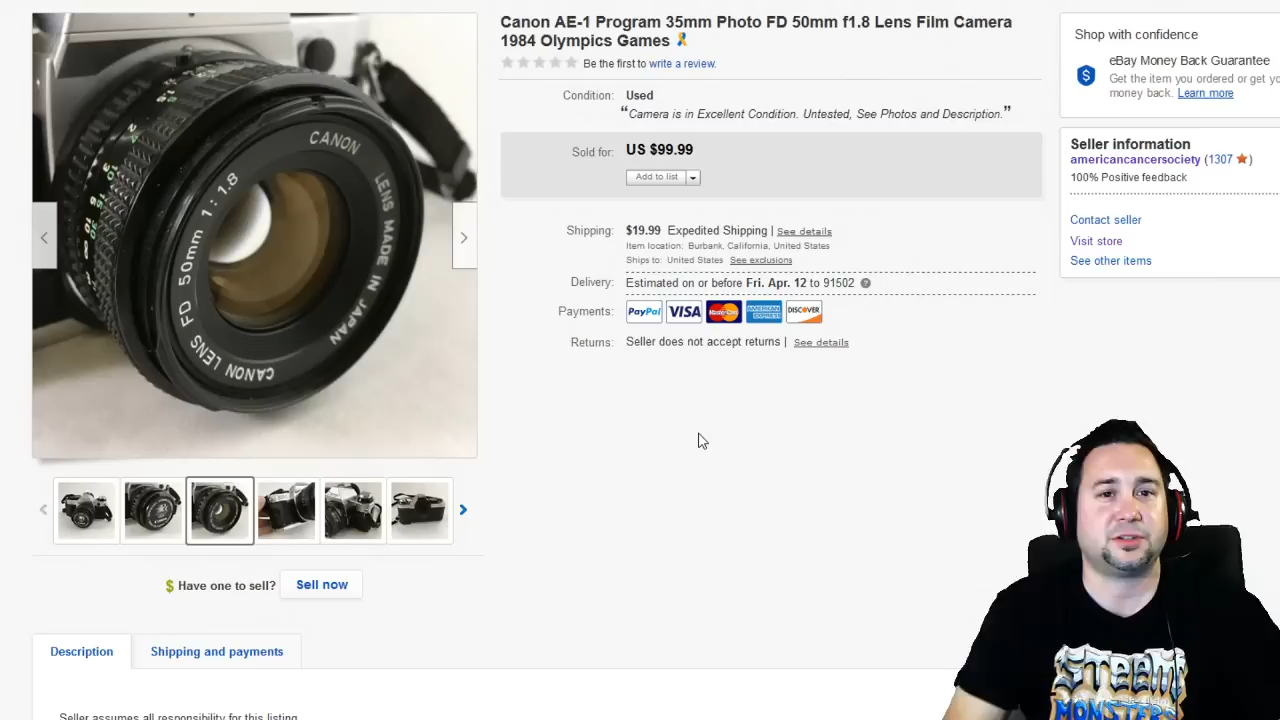 Canon AE-1 Program 35mm Photo FD 50mm f1.8 Lens Film Camera
1984 Olympics Games
Be the first to write a review.
Condition: Used
“Camera is in Excellent Condition. Untested, See Photos and Description.”
Sold for: US $99.99
Add to list
Shipping: $19.99 Expedited Shipping | See details
Item location: Burbank, California, United States
Ships to: United States See exclusions
Delivery: Estimated on or before Fri. Apr. 12 to 91502
Payments: PayPal VISA MasterCard AMERICAN EXPRESS DISCOVER
Returns: Seller does not accept returns | See details
Shop with confidence
eBay Money Back Guarantee
Get the item you ordered or get yo
money back. Learn more
Seller information
americancancersociety (1307)
100% Positive feedback
Contact seller
Visit store
See other items
CANON
LENS MADE IN JAPAN
CANON LENS FD 50mm 1:1.8
$ Have one to sell? Sell now
Description
Shipping and payments
Seller assumes all responsibility for this listing.
STEEM
MONSTERS